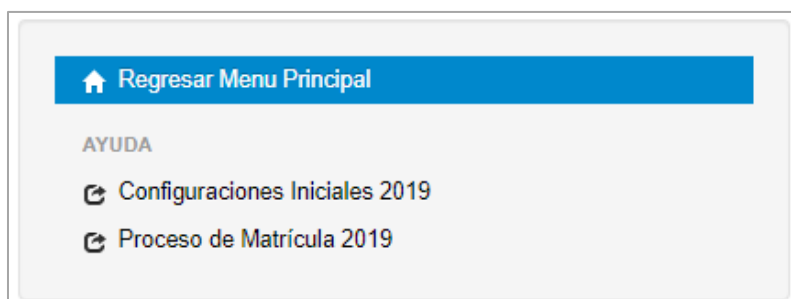 Regresar Menu Principal
AYUDA
Configuraciones Iniciales 2019
Proceso de Matrícula 2019